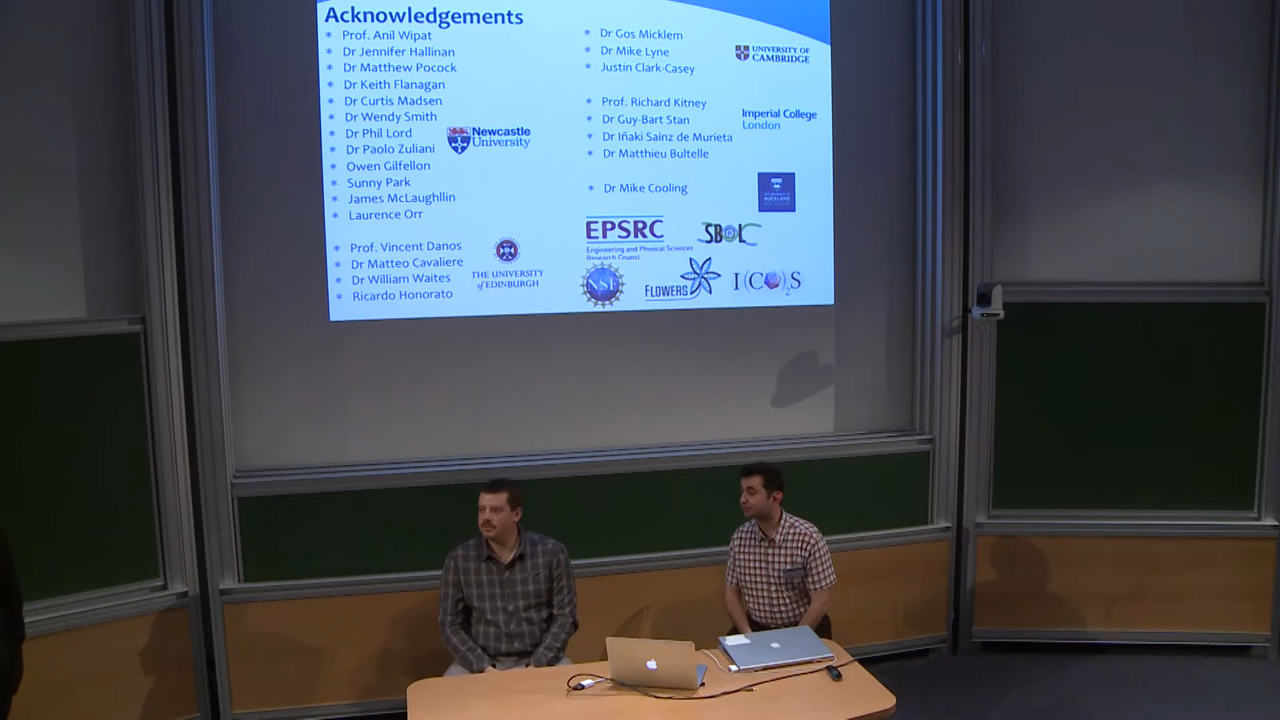 Acknowledgements
* Prof. Anil Wipat
* Dr Jennifer Hallinan
* Dr Matthew Pocock
* Dr Keith Flanagan
* Dr Curtis Madsen
* Dr Wendy Smith
* Dr Phil Lord
* Dr Paolo Zuliani
* Owen Gilfellon
* Sunny Park
* James McLaughllin
* Laurence Orr
Newcastle
University
* Prof. Vincent Danos
* Dr Matteo Cavaliere
* Dr William Waites
* Ricardo Honorato
THE UNIVERSITY
of EDINBURGH
* Dr Gos Micklem
* Dr Mike Lyne
* Justin Clark-Casey
UNIVERSITY OF
CAMBRIDGE
* Prof. Richard Kitney
* Dr Guy-Bart Stan
* Dr Iñaki Sainz de Murieta
* Dr Matthieu Bultelle
Imperial College
London
* Dr Mike Cooling
AUCKLAND
EPSRC
Engineering and Physical Sciences
Research Council
SBOL
NSF
FLOWERS
I(CO)2S